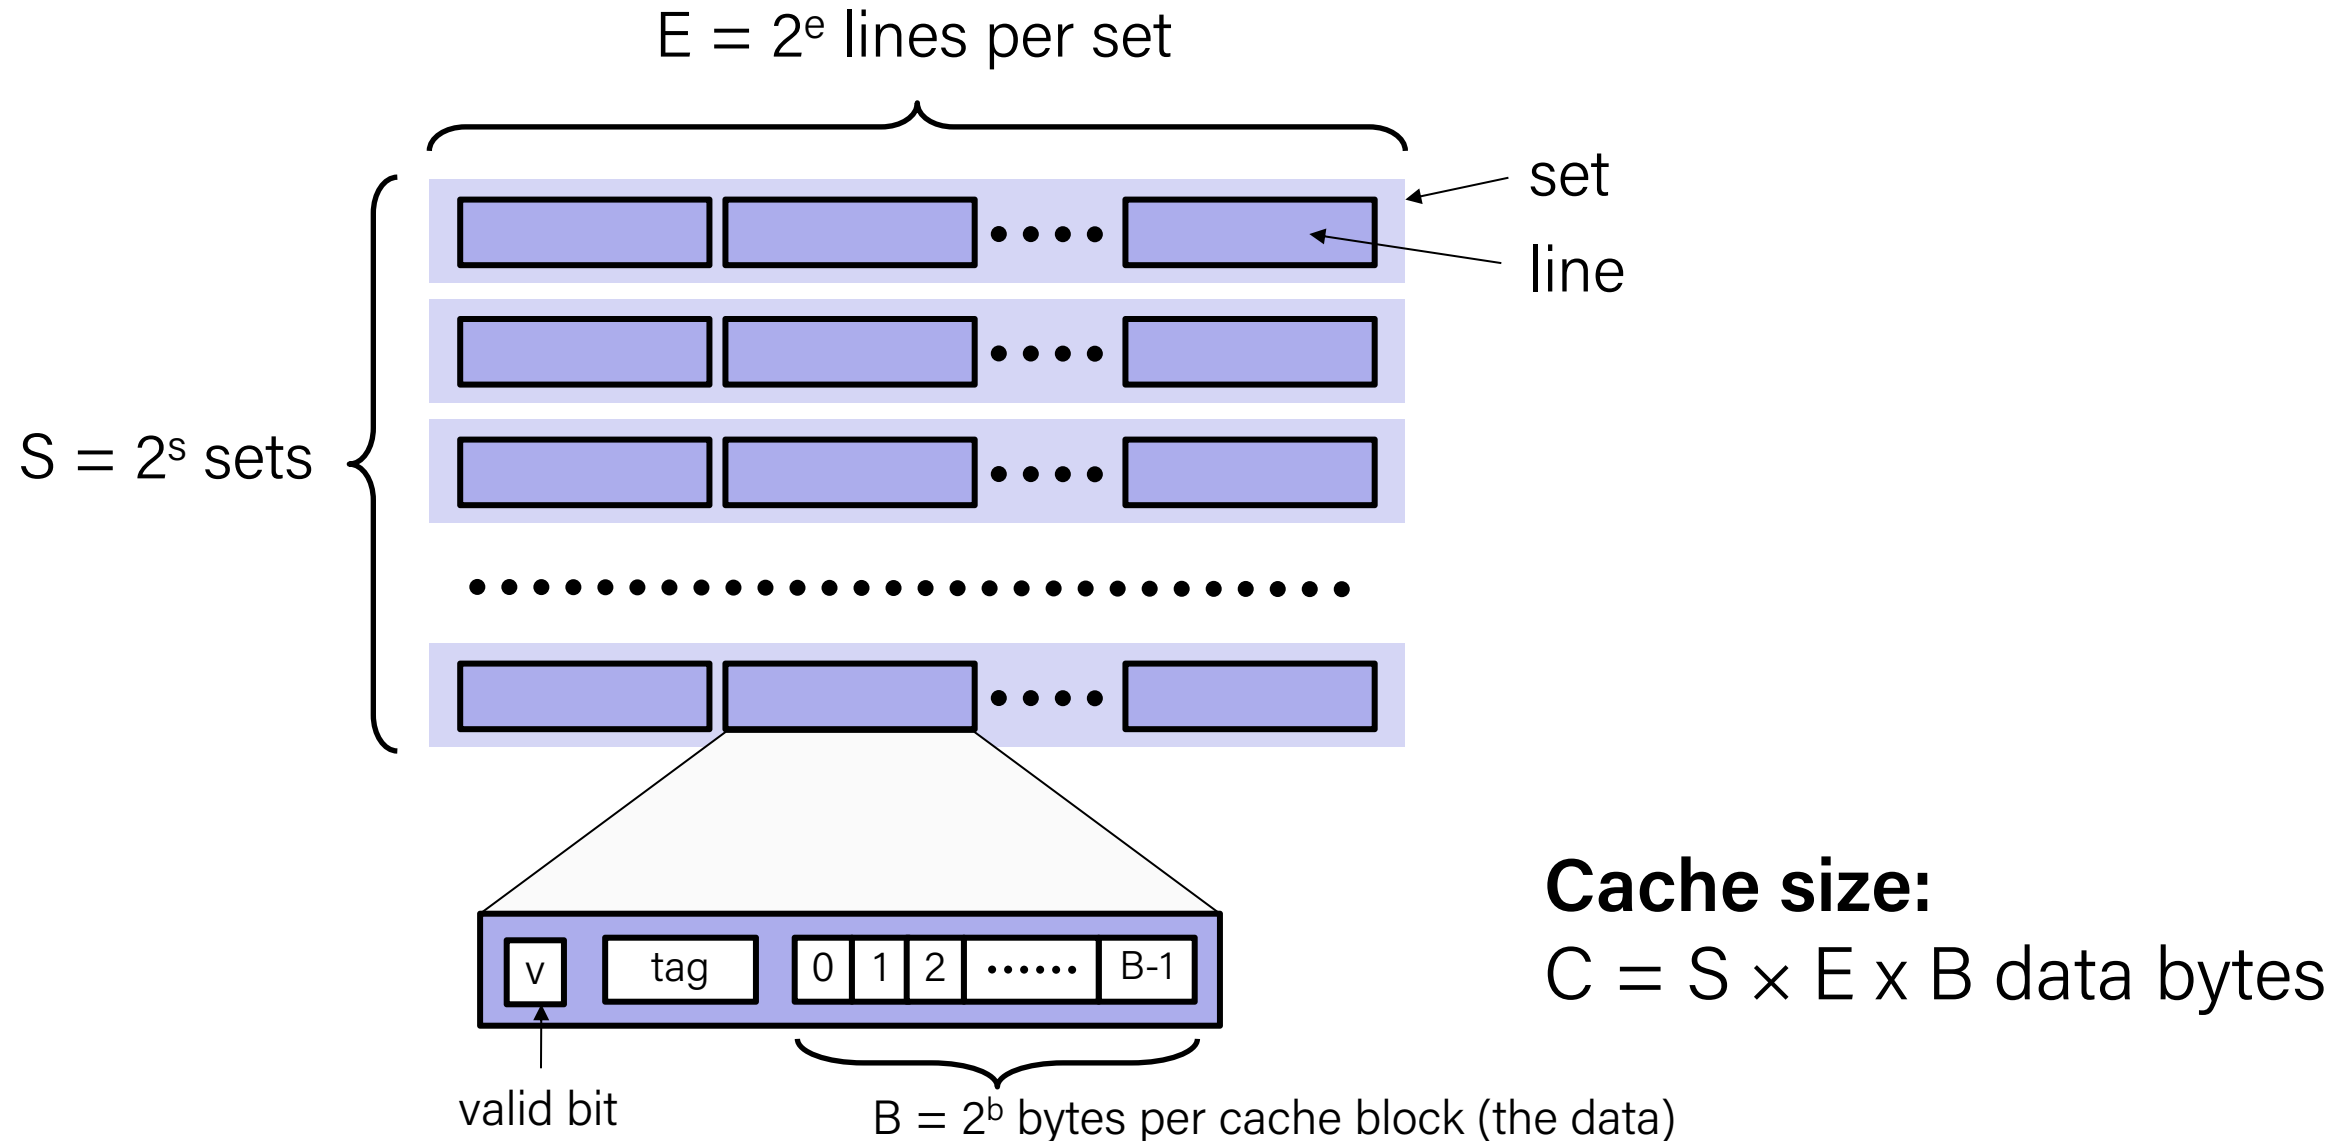 E = 2ᵉ lines per set
set
line
S = 2ˢ sets
v
tag
0
1
2
B-1
valid bit
B = 2ᵇ bytes per cache block (the data)
Cache size:
C = S × E x B data bytes